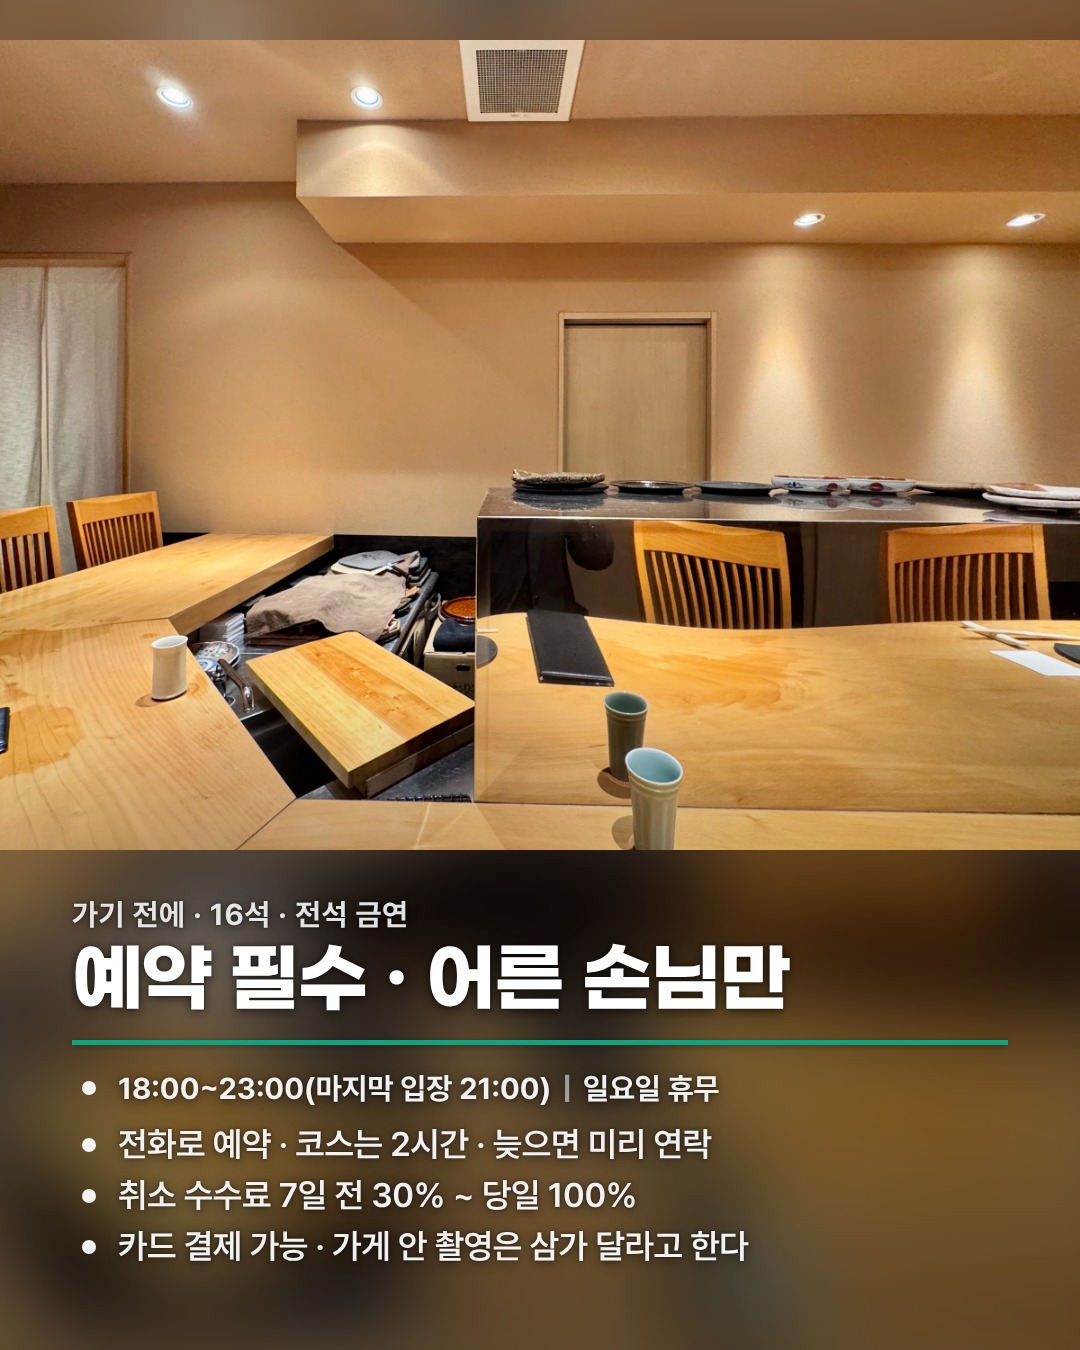 가기 전에 · 16석 · 전석 금연
예약 필수 · 어른 손님만
• 18:00~23:00(마지막 입장 21:00) | 일요일 휴무
• 전화로 예약 · 코스는 2시간 · 늦으면 미리 연락
• 취소 수수료 7일 전 30% ~ 당일 100%
• 카드 결제 가능 · 가게 안 촬영은 삼가 달라고 한다